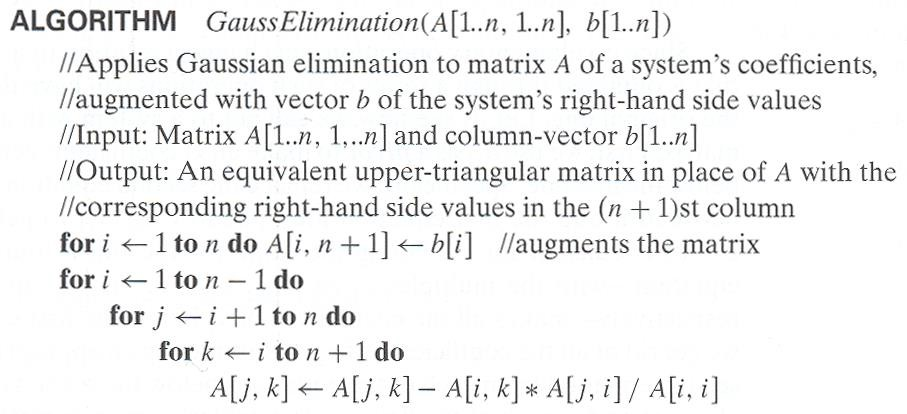 ALGORITHM GaussElimination(A[1..n, 1..n], b[1..n])
//Applies Gaussian elimination to matrix A of a system's coefficients,
//augmented with vector b of the system's right-hand side values
//Input: Matrix A[1..n, 1,..n] and column-vector b[1..n]
//Output: An equivalent upper-triangular matrix in place of A with the
//corresponding right-hand side values in the (n + 1)st column
for i ← 1 to n do A[i, n + 1] ← b[i] //augments the matrix
for i ← 1 to n − 1 do
for j ← i + 1 to n do
for k ← i to n + 1 do
A[j, k] ← A[j, k] − A[i, k] * A[j, i] / A[i, i]